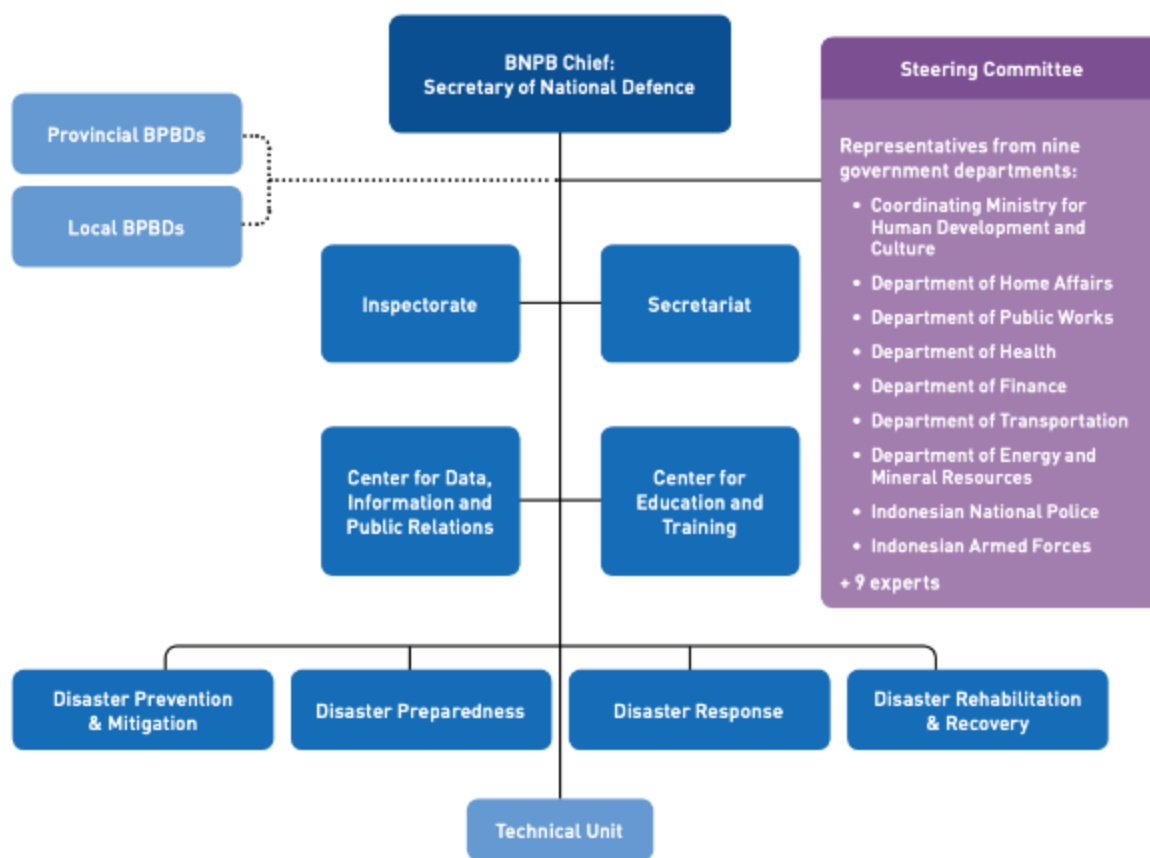 BNPB Chief:
Secretary of National Defence
Steering Committee
Provincial BPBDs
Local BPBDs
Representatives from nine
government departments:
• Coordinating Ministry for
Human Development and
Culture
• Department of Home Affairs
• Department of Public Works
• Department of Health
• Department of Finance
• Department of Transportation
• Department of Energy and
Mineral Resources
• Indonesian National Police
• Indonesian Armed Forces
+ 9 experts
Inspectorate
Secretariat
Center for Data,
Information and
Public Relations
Center for
Education and
Training
Disaster Prevention
& Mitigation
Disaster Preparedness
Disaster Response
Disaster Rehabilitation
& Recovery
Technical Unit